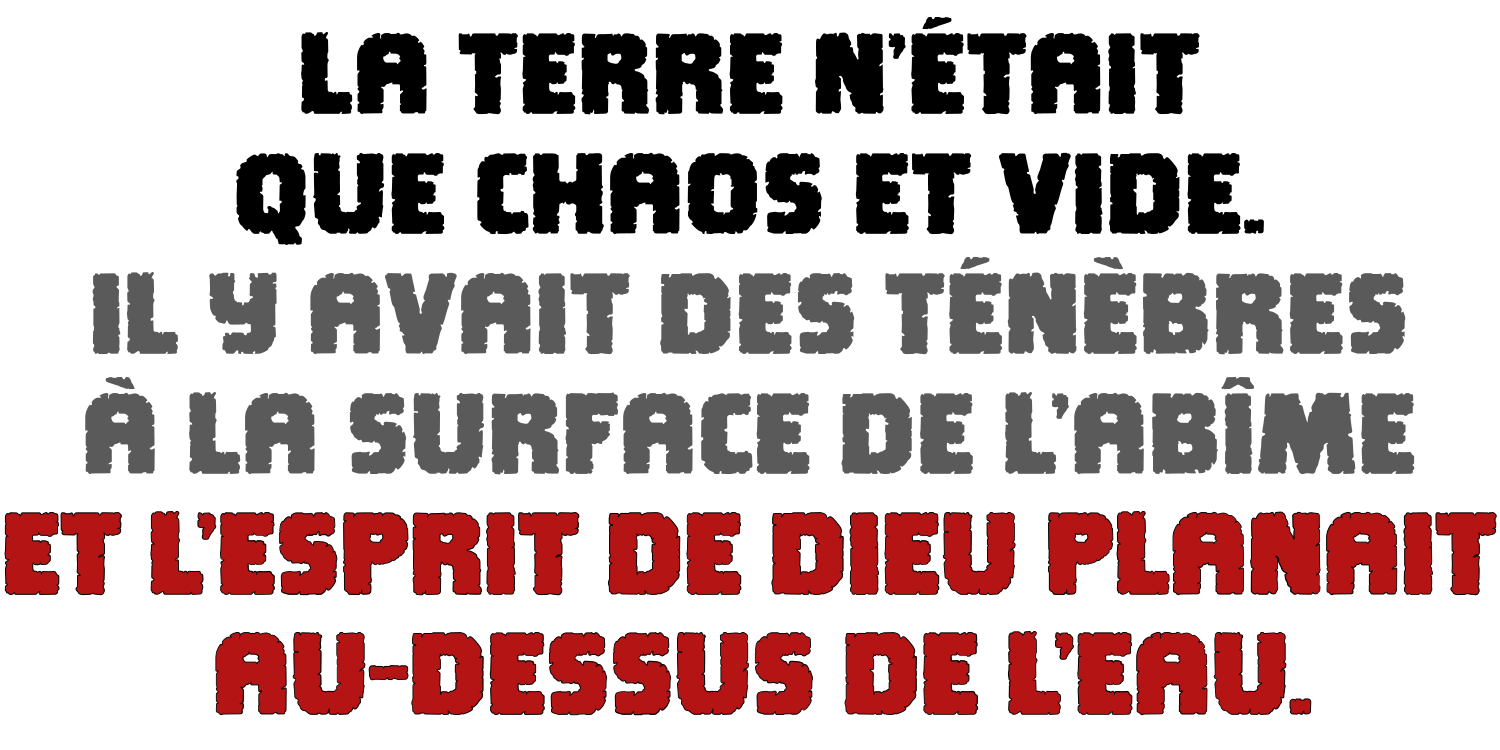 LA TERRE N'ÉTAIT
QUE CHAOS ET VIDE.
IL Y AVAIT DES TÉNÈBRES
À LA SURFACE DE L'ABÎME
ET L'ESPRIT DE DIEU PLANAIT
AU-DESSUS DE L'EAU.